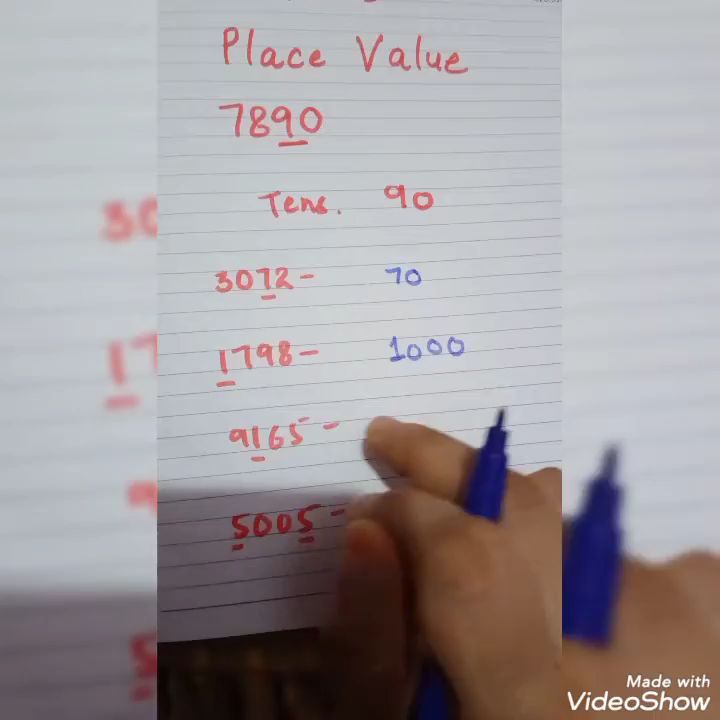 Place Value
7890
Tens. 90
3072 - 70
1798 - 1000
9165 -
5005 -
Made with
VideoShow